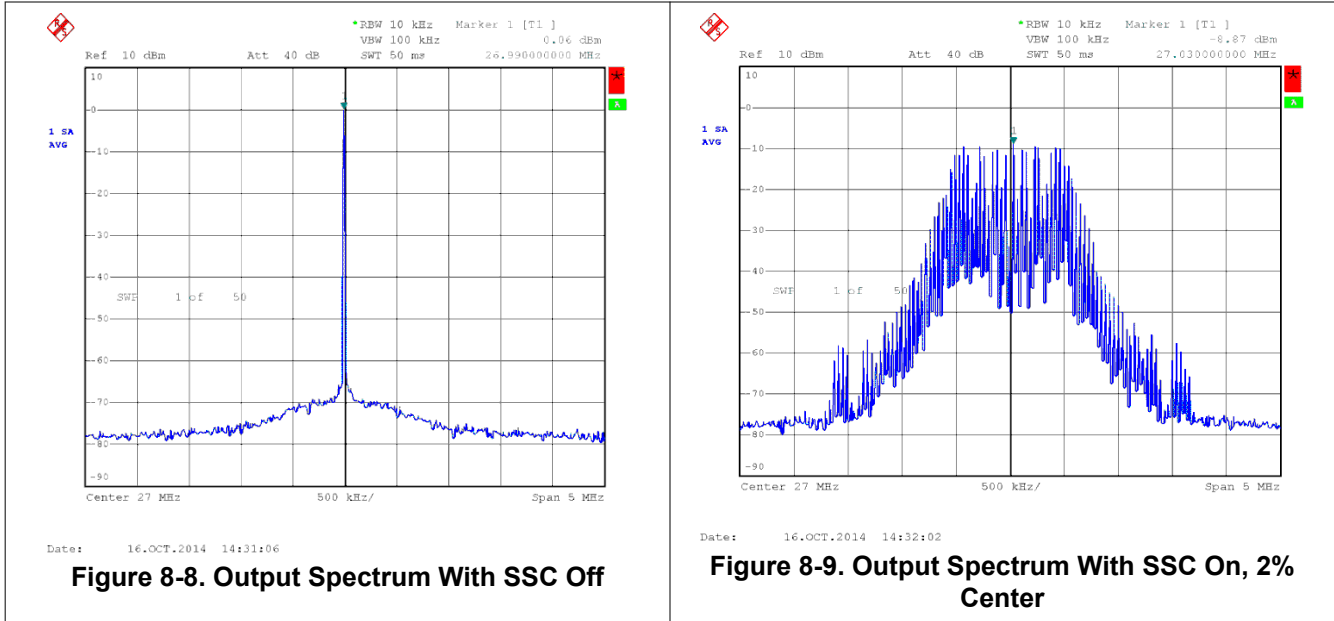 R S
*RBW 10 kHz Marker 1 [T1 ]
VBW 100 kHz 0.06 dBm
Ref 10 dBm Att 40 dB SWT 50 ms 26.990000000 MHz
10
0
-10
-20
-30
-40
-50
-60
-70
-80
-90
*
A
1 SA
AVG
1
SWP 1 of 50
Center 27 MHz 500 kHz/ Span 5 MHz
Date: 16.OCT.2014 14:31:06
Figure 8-8. Output Spectrum With SSC Off
R S
*RBW 10 kHz Marker 1 [T1 ]
VBW 100 kHz -8.87 dBm
Ref 10 dBm Att 40 dB SWT 50 ms 27.030000000 MHz
10
0
-10
-20
-30
-40
-50
-60
-70
-80
-90
*
A
1 SA
AVG
1
SWP 1 of 50
Center 27 MHz 500 kHz/ Span 5 MHz
Date: 16.OCT.2014 14:32:02
Figure 8-9. Output Spectrum With SSC On, 2%
Center